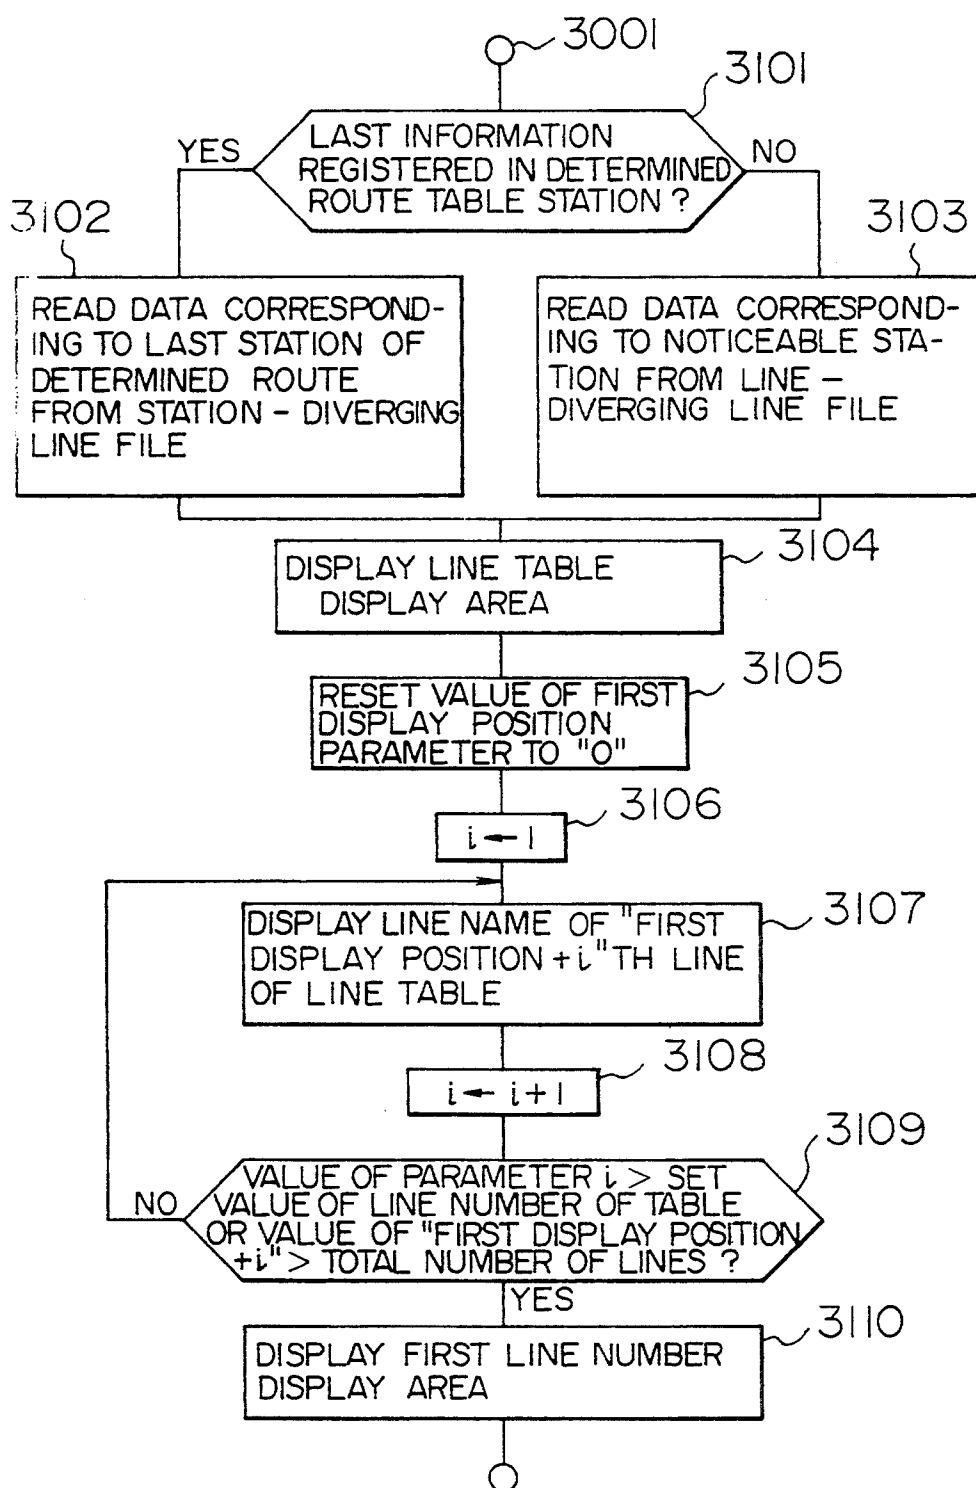 3001
3101
LAST INFORMATION
REGISTERED IN DETERMINED
ROUTE TABLE STATION ?
YES
NO
3102
3103
READ DATA CORRESPOND-
ING TO LAST STATION OF
DETERMINED ROUTE
FROM STATION - DIVERGING
LINE FILE
READ DATA CORRESPOND-
ING TO NOTICEABLE STA-
TION FROM LINE -
DIVERGING LINE FILE
3104
DISPLAY LINE TABLE
DISPLAY AREA
3105
RESET VALUE OF FIRST
DISPLAY POSITION
PARAMETER TO "0"
3106
i ← 1
3107
DISPLAY LINE NAME OF "FIRST
DISPLAY POSITION +i" TH LINE
OF LINE TABLE
3108
i ← i+1
3109
VALUE OF PARAMETER i > SET
VALUE OF LINE NUMBER OF TABLE
OR VALUE OF "FIRST DISPLAY POSITION
+i" > TOTAL NUMBER OF LINES ?
NO
YES
3110
DISPLAY FIRST LINE NUMBER
DISPLAY AREA